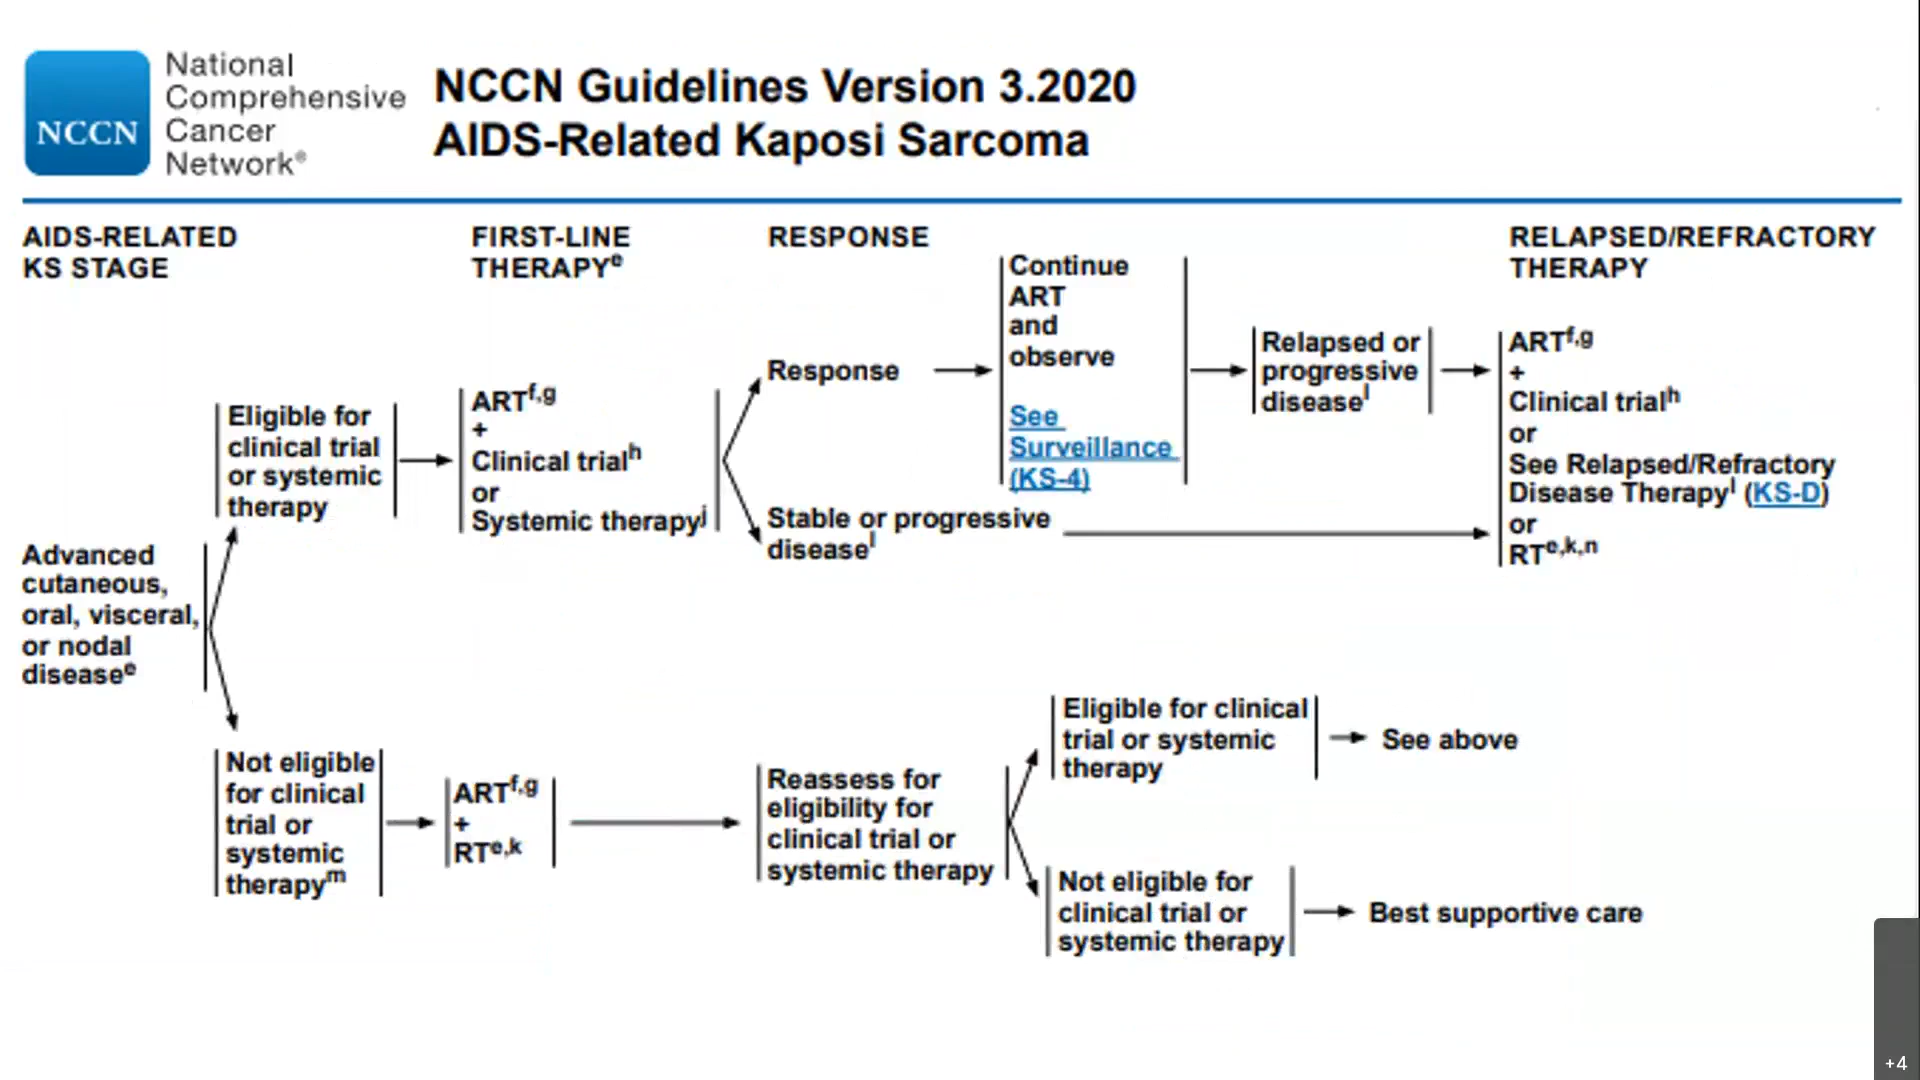 NCCN
National
Comprehensive
Cancer
Network®
NCCN Guidelines Version 3.2020
AIDS-Related Kaposi Sarcoma
AIDS-RELATED
KS STAGE
FIRST-LINE
THERAPYe
RESPONSE
RELAPSED/REFRACTORY
THERAPY
Advanced
cutaneous,
oral, visceral,
or nodal
diseasee
Eligible for
clinical trial
or systemic
therapy
ARTf,g
+
Clinical trialh
or
Systemic therapyj
Response
Continue
ART
and
observe
See
Surveillance
(KS-4)
Relapsed or
progressive
diseasel
Stable or progressive
diseasel
ARTf,g
+
Clinical trialh
or
See Relapsed/Refractory
Disease Therapyl (KS-D)
or
RTe,k,n
Not eligible
for clinical
trial or
systemic
therapym
ARTf,g
+
RTe,k
Reassess for
eligibility for
clinical trial or
systemic therapy
Eligible for clinical
trial or systemic
therapy
See above
Not eligible for
clinical trial or
systemic therapy
Best supportive care
+4